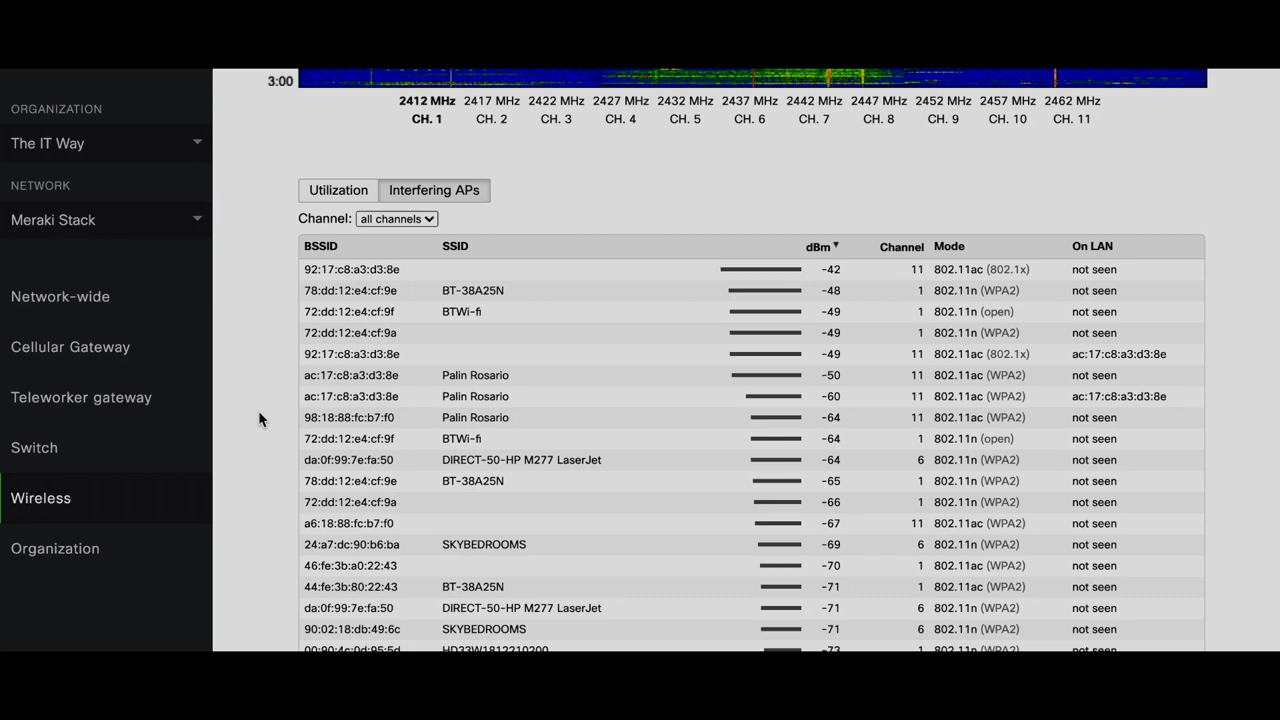 3:00
2412 MHz 2417 MHz 2422 MHz 2427 MHz 2432 MHz 2437 MHz 2442 MHz 2447 MHz 2452 MHz 2457 MHz 2462 MHz
CH. 1 CH. 2 CH. 3 CH. 4 CH. 5 CH. 6 CH. 7 CH. 8 CH. 9 CH. 10 CH. 11
ORGANIZATION
The IT Way
NETWORK
Meraki Stack
Network-wide
Cellular Gateway
Teleworker gateway
Switch
Wireless
Organization
Utilization Interfering APs
Channel: all channels
BSSID SSID dBm Channel Mode On LAN
92:17:c8:a3:d3:8e -42 11 802.11ac (802.1x) not seen
78:dd:12:e4:cf:9e BT-38A25N -48 1 802.11n (WPA2) not seen
72:dd:12:e4:cf:9f BTWi-fi -49 1 802.11n (open) not seen
72:dd:12:e4:cf:9a -49 1 802.11n (WPA2) not seen
92:17:c8:a3:d3:8e -49 11 802.11ac (802.1x) ac:17:c8:a3:d3:8e
ac:17:c8:a3:d3:8e Palin Rosario -50 11 802.11ac (WPA2) not seen
ac:17:c8:a3:d3:8e Palin Rosario -60 11 802.11ac (WPA2) ac:17:c8:a3:d3:8e
98:18:88:fc:b7:f0 Palin Rosario -64 11 802.11ac (WPA2) not seen
72:dd:12:e4:cf:9f BTWi-fi -64 1 802.11n (open) not seen
da:0f:99:7e:fa:50 DIRECT-50-HP M277 LaserJet -64 6 802.11n (WPA2) not seen
78:dd:12:e4:cf:9e BT-38A25N -65 1 802.11n (WPA2) not seen
72:dd:12:e4:cf:9a -66 1 802.11n (WPA2) not seen
a6:18:88:fc:b7:f0 -67 11 802.11ac (WPA2) not seen
24:a7:dc:90:b6:ba SKYBEDROOMS -69 6 802.11n (WPA2) not seen
46:fe:3b:a0:22:43 -70 1 802.11ac (WPA2) not seen
44:fe:3b:80:22:43 BT-38A25N -71 1 802.11ac (WPA2) not seen
da:0f:99:7e:fa:50 DIRECT-50-HP M277 LaserJet -71 6 802.11n (WPA2) not seen
90:02:18:db:49:6c SKYBEDROOMS -71 6 802.11n (WPA2) not seen
00:90:4c:0d:95:5d HD33W1812210200 -73 1 802.11n (WPA2) not seen